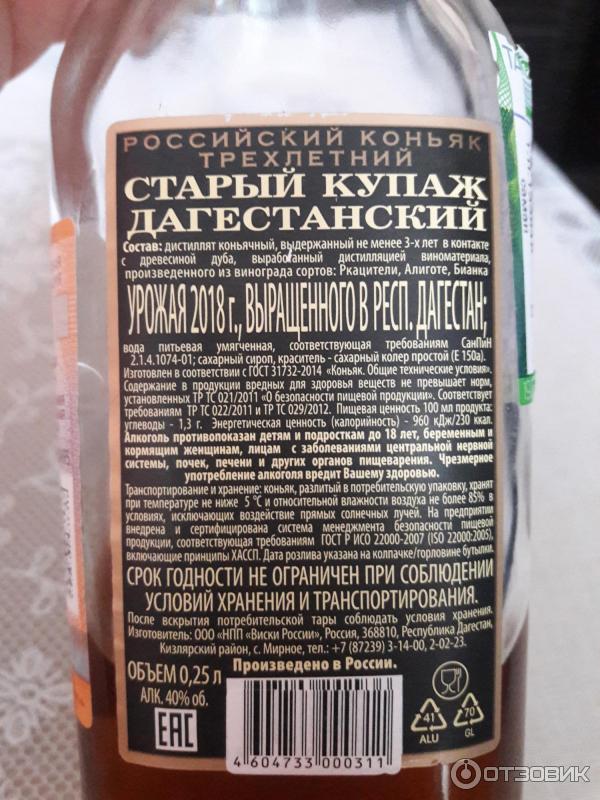 РОССИЙСКИЙ КОНЬЯК
ТРЕХЛЕТНИЙ
СТАРЫЙ КУПАЖ
ДАГЕСТАНСКИЙ
Состав: дистиллят коньячный, выдержанный не менее 3-х лет в контакте
с древесиной дуба, выработанный дистилляцией виноматериала,
произведенного из винограда сортов: Ркацители, Алиготе, Бианка
УРОЖАЯ 2018 г., ВЫРАЩЕННОГО В РЕСП. ДАГЕСТАН;
вода питьевая умягченная, соответствующая требованиям СанПиН
2.1.4.1074-01; сахарный сироп, краситель - сахарный колер простой (Е 150а).
Изготовлен в соответствии с ГОСТ 31732-2014 «Коньяк. Общие технические условия».
Содержание в продукции вредных для здоровья веществ не превышает норм,
установленных ТР ТС 021/2011 "О безопасности пищевой продукции". Соответствует
требованиям ТР ТС 022/2011 и ТР ТС 029/2012. Пищевая ценность 100 мл продукта:
углеводы - 1,3 г. Энергетическая ценность (калорийность) - 960 кДж/230 ккал.
Алкоголь противопоказан детям и подросткам до 18 лет, беременным и
кормящим женщинам, лицам с заболеваниями центральной нервной
системы, почек, печени и других органов пищеварения. Чрезмерное
употребление алкоголя вредит Вашему здоровью.
Транспортирование и хранение: коньяк, разлитый в потребительскую упаковку, хранят
при температуре не ниже 5 °С и относительной влажности воздуха не более 85% в
условиях, исключающих воздействие прямых солнечных лучей. На предприятии
внедрена и сертифицирована система менеджмента безопасности пищевой
продукции, соответствующая требованиям ГОСТ Р ИСО 22000-2007 (ISO 22000:2005),
включающие принципы ХАССП. Дата розлива указана на колпачке/горловине бутылки.
СРОК ГОДНОСТИ НЕ ОГРАНИЧЕН ПРИ СОБЛЮДЕНИИ
УСЛОВИЙ ХРАНЕНИЯ И ТРАНСПОРТИРОВАНИЯ.
После вскрытия потребительской тары соблюдать условия хранения.
Изготовитель: ООО «НПП «Виски России», Россия, 368810, Республика Дагестан,
Кизлярский район, с. Мирное, тел.: +7 (87239) 3-14-00, 2-02-23.
Произведено в России.
ОБЪЕМ 0,25 л
АЛК. 40% об.
EAC
4 604733 000311
41
ALU
70
GL
ОТЗОВИК